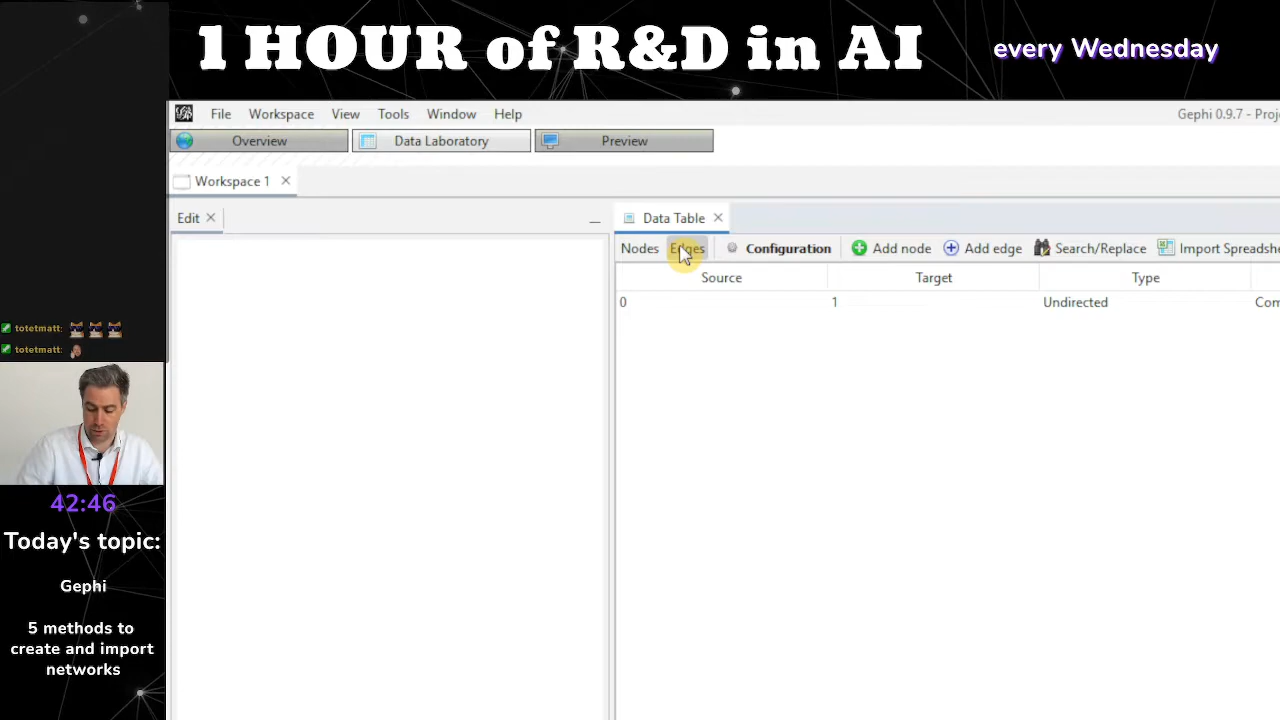 1 HOUR of R&D in AI
every Wednesday
File Workspace View Tools Window Help
Gephi 0.9.7 - Proj
Overview Data Laboratory Preview
Workspace 1
Edit
Data Table
Nodes Edges Configuration Add node Add edge Search/Replace Import Spreadshe
Source Target Type
0 1 Undirected Com
totetmatt:
totetmatt:
42:46
Today's topic:
Gephi
5 methods to
create and import
networks